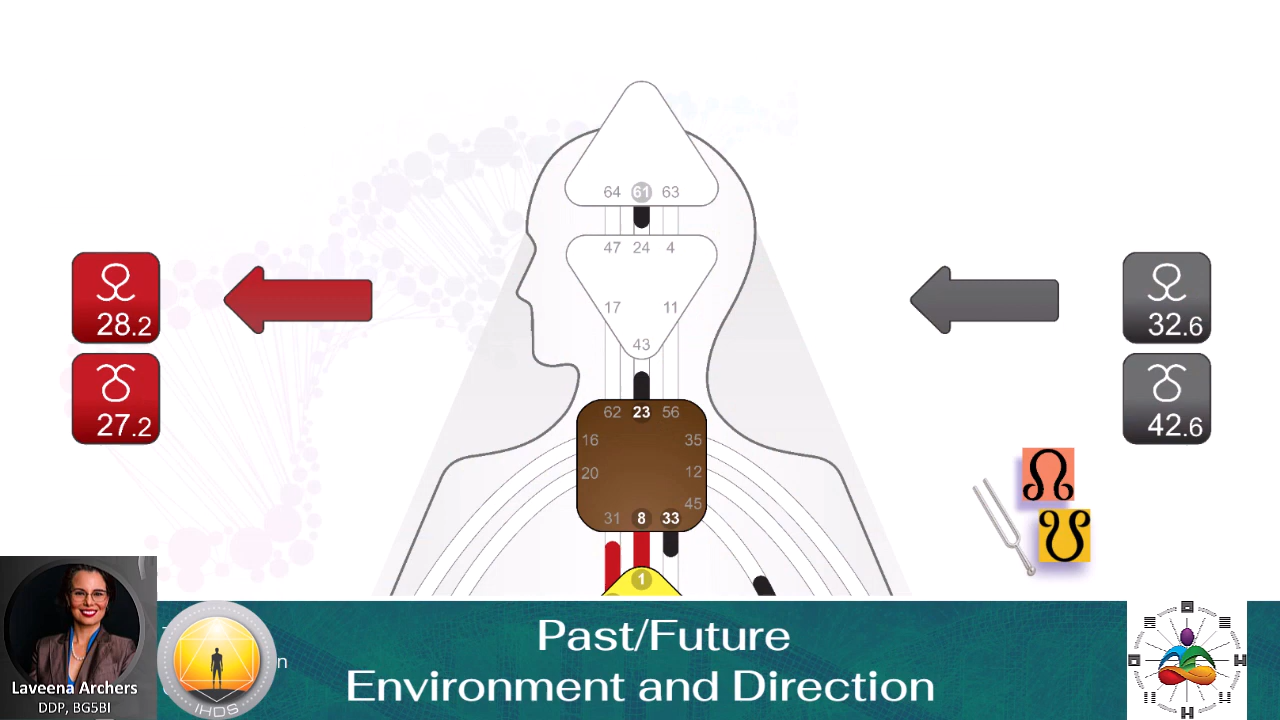 64 61 63
47 24 4
28.2
32.6
17 11
43
27.2
42.6
62 23 56
16 35
20 12
45
31 8 33
1
Past/Future
Environment and Direction
n
IHDS
Laveena Archers
DDP, BG5BI